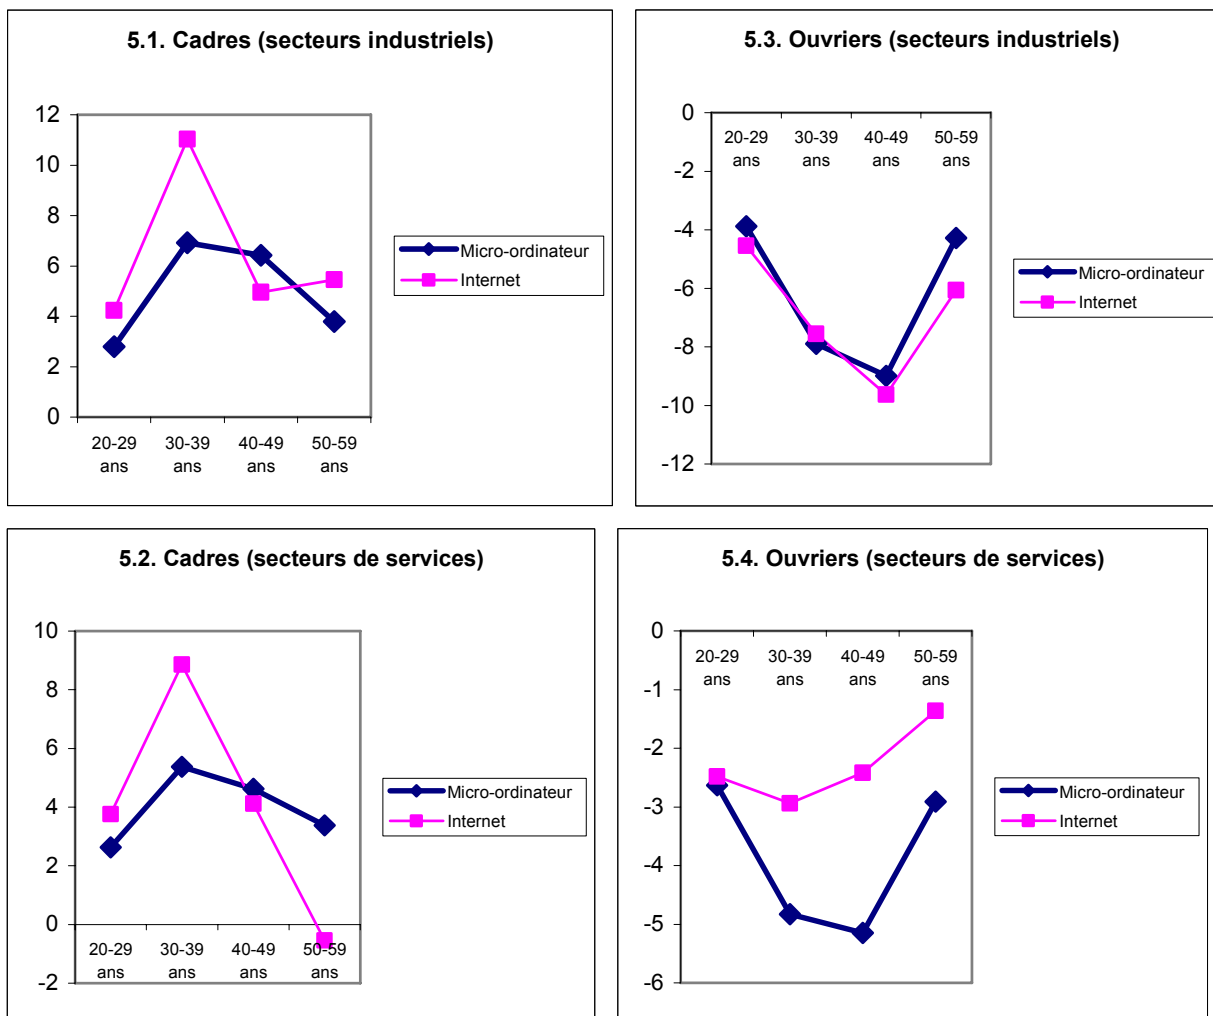 5.1. Cadres (secteurs industriels)
12
10
8
6
4
2
0
20-29 30-39 40-49 50-59
ans ans ans ans
Micro-ordinateur
Internet
5.3. Ouvriers (secteurs industriels)
0
20-29 30-39 40-49 50-59
ans ans ans ans
-2
-4
-6
-8
-10
-12
Micro-ordinateur
Internet
5.2. Cadres (secteurs de services)
10
8
6
4
2
0
20-29 30-39 40-49 50-59
ans ans ans ans
-2
Micro-ordinateur
Internet
5.4. Ouvriers (secteurs de services)
0
20-29 30-39 40-49 50-59
ans ans ans ans
-1
-2
-3
-4
-5
-6
Micro-ordinateur
Internet